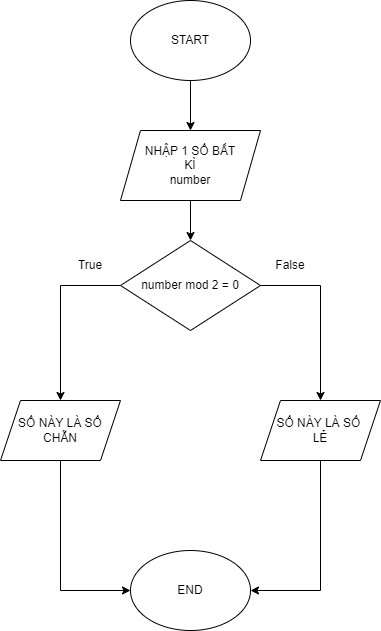 START
NHẬP 1 SỐ BẤT
KÌ
number
True
False
number mod 2 = 0
SỐ NÀY LÀ SỐ
CHẴN
SỐ NÀY LÀ SỐ
LẺ
END